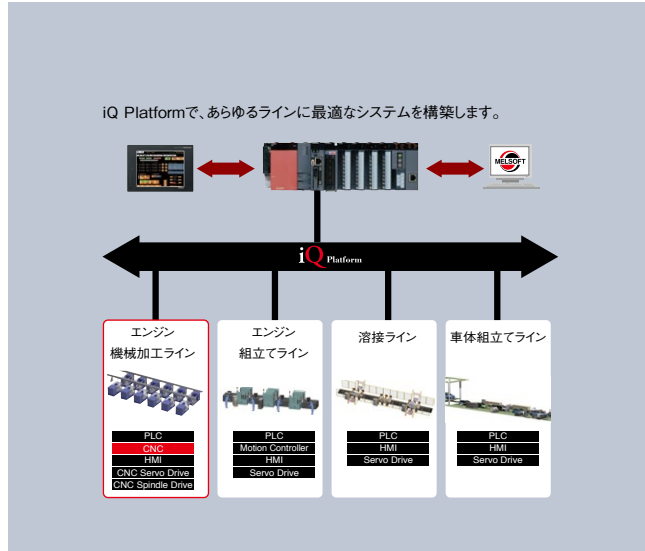 iQ Platformで、あらゆるラインに最適なシステムを構築します。
MELSOFT
iQ Platform
エンジン
機械加工ライン
PLC
CNC
HMI
CNC Servo Drive
CNC Spindle Drive
エンジン
組立てライン
PLC
Motion Controller
HMI
Servo Drive
溶接ライン
PLC
HMI
Servo Drive
車体組立てライン
PLC
HMI
Servo Drive